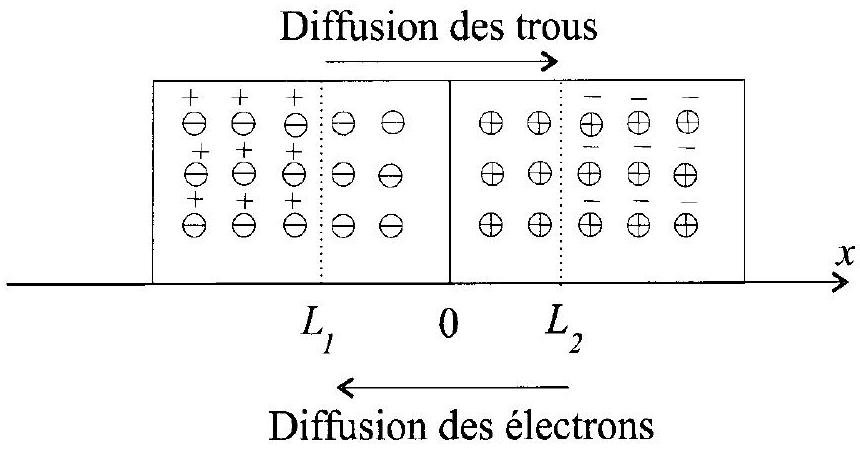 Diffusion des trous
x
L1 0 L2
Diffusion des électrons